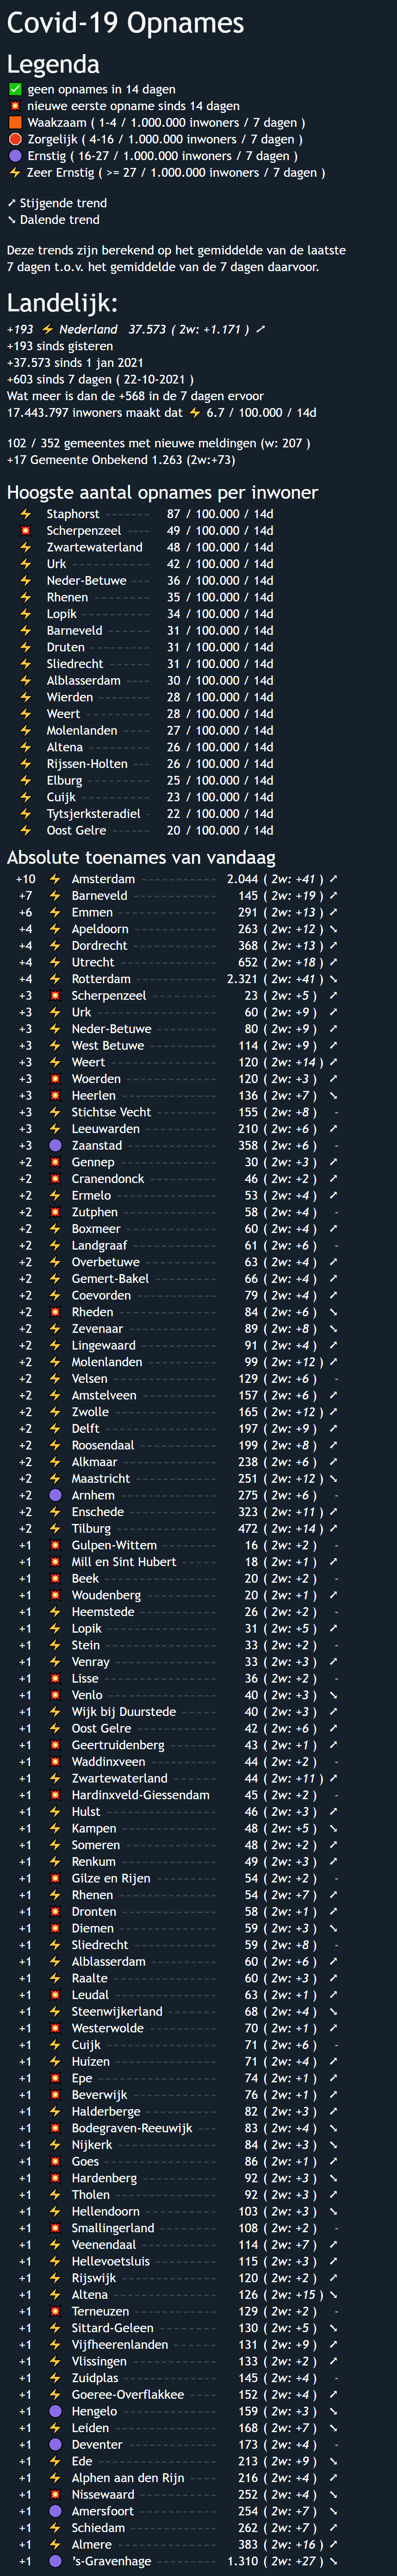 Covid-19 Opnames
Legenda
✅ geen opnames in 14 dagen
💥 nieuwe eerste opname sinds 14 dagen
🟧 Waakzaam ( 1-4 / 1.000.000 inwoners / 7 dagen )
🛑 Zorgelijk ( 4-16 / 1.000.000 inwoners / 7 dagen )
🟣 Ernstig ( 16-27 / 1.000.000 inwoners / 7 dagen )
⚡ Zeer Ernstig ( >= 27 / 1.000.000 inwoners / 7 dagen )
⤤ Stijgende trend
⤥ Dalende trend
Deze trends zijn berekend op het gemiddelde van de laatste
7 dagen t.o.v. het gemiddelde van de 7 dagen daarvoor.
Landelijk:
+193 ⚡ Nederland 37.573 ( 2w: +1.171 ) ⤤
+193 sinds gisteren
+37.573 sinds 1 jan 2021
+603 sinds 7 dagen ( 22-10-2021 )
Wat meer is dan de +568 in de 7 dagen ervoor
17.443.797 inwoners maakt dat ⚡ 6.7 / 100.000 / 14d
102 / 352 gemeentes met nieuwe meldingen (w: 207 )
+17 Gemeente Onbekend 1.263 (2w:+73)
Hoogste aantal opnames per inwoner
⚡ Staphorst ------ 87 / 100.000 / 14d
💥 Scherpenzeel ---- 49 / 100.000 / 14d
⚡ Zwartewaterland 48 / 100.000 / 14d
⚡ Urk ---------- 42 / 100.000 / 14d
⚡ Neder-Betuwe --- 36 / 100.000 / 14d
⚡ Rhenen -------- 35 / 100.000 / 14d
⚡ Lopik --------- 34 / 100.000 / 14d
⚡ Barneveld ------ 31 / 100.000 / 14d
⚡ Druten -------- 31 / 100.000 / 14d
⚡ Sliedrecht ------ 31 / 100.000 / 14d
⚡ Alblasserdam ---- 30 / 100.000 / 14d
⚡ Wierden ------- 28 / 100.000 / 14d
⚡ Weert --------- 28 / 100.000 / 14d
⚡ Molenlanden ---- 27 / 100.000 / 14d
⚡ Altena -------- 26 / 100.000 / 14d
⚡ Rijssen-Holten --- 26 / 100.000 / 14d
⚡ Elburg -------- 25 / 100.000 / 14d
⚡ Cuijk --------- 23 / 100.000 / 14d
⚡ Tytsjerksteradiel - 22 / 100.000 / 14d
⚡ Oost Gelre ------ 20 / 100.000 / 14d
Absolute toenames van vandaag
+10 ⚡ Amsterdam 2.044 ( 2w: +41 ) ⤤
+7 ⚡ Barneveld 145 ( 2w: +19 ) ⤤
+6 ⚡ Emmen 291 ( 2w: +13 ) ⤤
+4 ⚡ Apeldoorn 263 ( 2w: +12 ) ⤥
+4 ⚡ Dordrecht 368 ( 2w: +13 ) ⤤
+4 ⚡ Utrecht 652 ( 2w: +18 ) ⤤
+4 ⚡ Rotterdam 2.321 ( 2w: +41 ) ⤥
+3 💥 Scherpenzeel 23 ( 2w: +5 ) ⤤
+3 ⚡ Urk 60 ( 2w: +9 ) ⤤
+3 ⚡ Neder-Betuwe 80 ( 2w: +9 ) ⤤
+3 ⚡ West Betuwe 114 ( 2w: +9 ) ⤤
+3 ⚡ Weert 120 ( 2w: +14 ) ⤤
+3 💥 Woerden 120 ( 2w: +3 ) ⤤
+3 💥 Heerlen 136 ( 2w: +7 ) ⤥
+3 ⚡ Stichtse Vecht 155 ( 2w: +8 ) -
+3 ⚡ Leeuwarden 210 ( 2w: +6 ) ⤤
+3 🟣 Zaanstad 358 ( 2w: +6 ) -
+2 💥 Gennep 30 ( 2w: +3 ) ⤤
+2 💥 Cranendonck 46 ( 2w: +2 ) ⤤
+2 ⚡ Ermelo 53 ( 2w: +4 ) ⤤
+2 💥 Zutphen 58 ( 2w: +4 ) -
+2 ⚡ Boxmeer 60 ( 2w: +4 ) ⤤
+2 ⚡ Landgraaf 61 ( 2w: +6 ) -
+2 ⚡ Overbetuwe 63 ( 2w: +4 ) ⤤
+2 ⚡ Gemert-Bakel 66 ( 2w: +4 ) ⤤
+2 ⚡ Coevorden 79 ( 2w: +4 ) ⤤
+2 💥 Rheden 84 ( 2w: +6 ) ⤥
+2 ⚡ Zevenaar 89 ( 2w: +8 ) ⤥
+2 ⚡ Lingewaard 91 ( 2w: +4 ) ⤤
+2 ⚡ Molenlanden 99 ( 2w: +12 ) ⤤
+2 ⚡ Velsen 129 ( 2w: +6 ) -
+2 ⚡ Amstelveen 157 ( 2w: +6 ) ⤤
+2 ⚡ Zwolle 165 ( 2w: +12 ) ⤤
+2 ⚡ Delft 197 ( 2w: +9 ) ⤤
+2 ⚡ Roosendaal 199 ( 2w: +8 ) ⤤
+2 ⚡ Alkmaar 238 ( 2w: +6 ) ⤤
+2 ⚡ Maastricht 251 ( 2w: +12 ) ⤥
+2 🟣 Arnhem 275 ( 2w: +6 ) -
+2 ⚡ Enschede 323 ( 2w: +11 ) ⤤
+2 ⚡ Tilburg 472 ( 2w: +14 ) ⤤
+1 💥 Gulpen-Wittem 16 ( 2w: +2 ) -
+1 💥 Mill en Sint Hubert 18 ( 2w: +1 ) ⤤
+1 💥 Beek 20 ( 2w: +2 ) -
+1 💥 Woudenberg 20 ( 2w: +1 ) ⤤
+1 ⚡ Heemstede 26 ( 2w: +2 ) -
+1 ⚡ Lopik 31 ( 2w: +5 ) ⤤
+1 ⚡ Stein 33 ( 2w: +2 ) -
+1 ⚡ Venray 33 ( 2w: +3 ) ⤤
+1 💥 Lisse 36 ( 2w: +2 ) -
+1 💥 Venlo 40 ( 2w: +3 ) ⤥
+1 ⚡ Wijk bij Duurstede 40 ( 2w: +3 ) ⤤
+1 ⚡ Oost Gelre 42 ( 2w: +6 ) ⤤
+1 💥 Geertruidenberg 43 ( 2w: +1 ) ⤤
+1 💥 Waddinxveen 44 ( 2w: +2 ) -
+1 ⚡ Zwartewaterland 44 ( 2w: +11 ) ⤤
+1 💥 Hardinxveld-Giessendam 45 ( 2w: +2 ) -
+1 ⚡ Hulst 46 ( 2w: +3 ) ⤤
+1 ⚡ Kampen 48 ( 2w: +5 ) ⤥
+1 ⚡ Someren 48 ( 2w: +2 ) ⤤
+1 ⚡ Renkum 49 ( 2w: +3 ) ⤤
+1 💥 Gilze en Rijen 54 ( 2w: +2 ) -
+1 ⚡ Rhenen 54 ( 2w: +7 ) ⤤
+1 💥 Dronten 58 ( 2w: +1 ) ⤤
+1 💥 Diemen 59 ( 2w: +3 ) ⤥
+1 ⚡ Sliedrecht 59 ( 2w: +8 ) -
+1 ⚡ Alblasserdam 60 ( 2w: +6 ) ⤤
+1 ⚡ Raalte 60 ( 2w: +3 ) ⤤
+1 💥 Leudal 63 ( 2w: +1 ) ⤤
+1 ⚡ Steenwijkerland 68 ( 2w: +4 ) ⤥
+1 💥 Westerwolde 70 ( 2w: +1 ) ⤤
+1 ⚡ Cuijk 71 ( 2w: +6 ) -
+1 ⚡ Huizen 71 ( 2w: +4 ) ⤤
+1 💥 Epe 74 ( 2w: +1 ) ⤤
+1 💥 Beverwijk 76 ( 2w: +1 ) ⤤
+1 ⚡ Halderberge 82 ( 2w: +3 ) ⤤
+1 💥 Bodegraven-Reeuwijk 83 ( 2w: +4 ) ⤥
+1 ⚡ Nijkerk 84 ( 2w: +3 ) ⤥
+1 💥 Goes 86 ( 2w: +1 ) ⤤
+1 💥 Hardenberg 92 ( 2w: +3 ) ⤥
+1 ⚡ Tholen 92 ( 2w: +3 ) ⤤
+1 ⚡ Hellendoorn 103 ( 2w: +3 ) ⤥
+1 💥 Smallingerland 108 ( 2w: +2 ) -
+1 ⚡ Veenendaal 114 ( 2w: +7 ) ⤤
+1 ⚡ Hellevoetsluis 115 ( 2w: +3 ) ⤤
+1 ⚡ Rijswijk 120 ( 2w: +2 ) ⤤
+1 ⚡ Altena 126 ( 2w: +15 ) ⤥
+1 💥 Terneuzen 129 ( 2w: +2 ) -
+1 ⚡ Sittard-Geleen 130 ( 2w: +5 ) ⤥
+1 ⚡ Vijfheerenlanden 131 ( 2w: +9 ) ⤤
+1 ⚡ Vlissingen 133 ( 2w: +2 ) ⤤
+1 ⚡ Zuidplas 145 ( 2w: +4 ) -
+1 ⚡ Goeree-Overflakkee 152 ( 2w: +4 ) ⤤
+1 🟣 Hengelo 159 ( 2w: +3 ) ⤥
+1 ⚡ Leiden 168 ( 2w: +7 ) ⤥
+1 🟣 Deventer 173 ( 2w: +4 ) -
+1 ⚡ Ede 213 ( 2w: +9 ) ⤥
+1 ⚡ Alphen aan den Rijn 216 ( 2w: +4 ) ⤤
+1 💥 Nissewaard 252 ( 2w: +4 ) ⤥
+1 🟣 Amersfoort 254 ( 2w: +7 ) ⤥
+1 ⚡ Schiedam 262 ( 2w: +7 ) ⤤
+1 ⚡ Almere 383 ( 2w: +16 ) ⤤
+1 🟣 's-Gravenhage 1.310 ( 2w: +27 ) ⤥